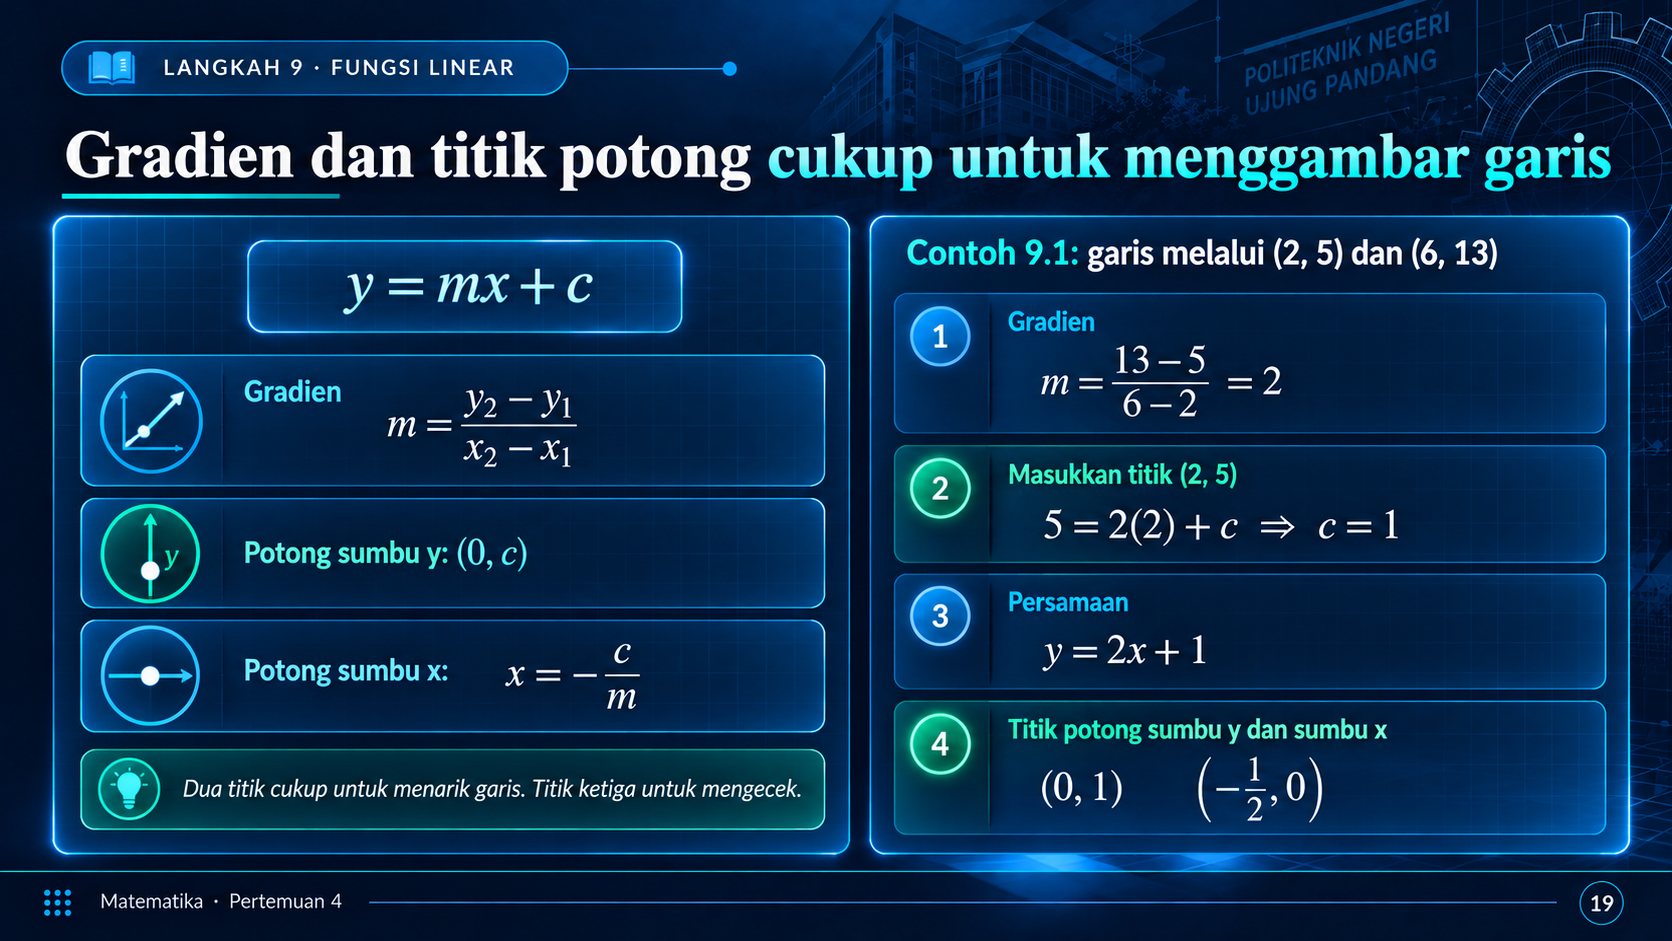 LANGKAH 9 · FUNGSI LINEAR
POLITEKNIK NEGERI
UJUNG PANDANG
Gradien dan titik potong cukup untuk menggambar garis
y = mx + c
Gradien
m = (y₂ − y₁)/(x₂ − x₁)
y
Potong sumbu y: (0, c)
Potong sumbu x: x = −c/m
Dua titik cukup untuk menarik garis. Titik ketiga untuk mengecek.
Contoh 9.1: garis melalui (2, 5) dan (6, 13)
1
Gradien
m = (13 − 5)/(6 − 2) = 2
2
Masukkan titik (2, 5)
5 = 2(2) + c ⇒ c = 1
3
Persamaan
y = 2x + 1
4
Titik potong sumbu y dan sumbu x
(0, 1) (−1/2, 0)
Matematika · Pertemuan 4
19